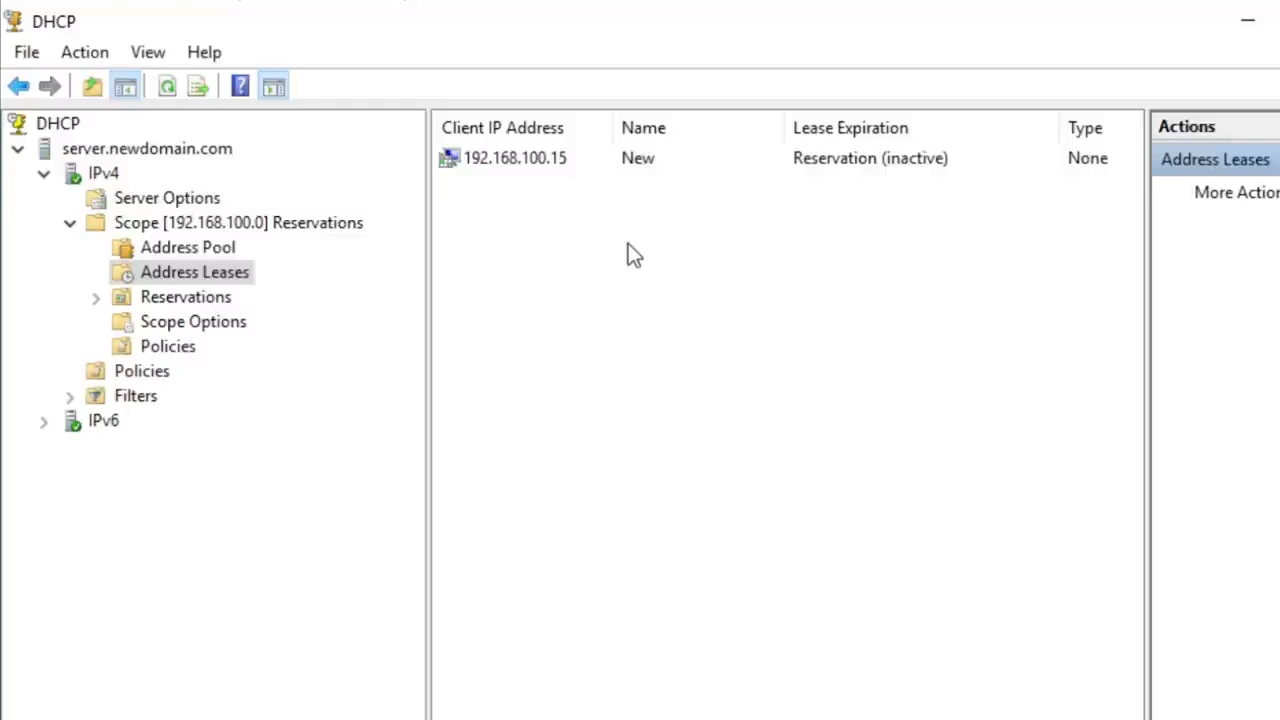 DHCP
File Action View Help
DHCP
server.newdomain.com
IPv4
Server Options
Scope [192.168.100.0] Reservations
Address Pool
Address Leases
Reservations
Scope Options
Policies
Policies
Filters
IPv6
Client IP Address Name Lease Expiration Type
192.168.100.15 New Reservation (inactive) None
Actions
Address Leases
More Action